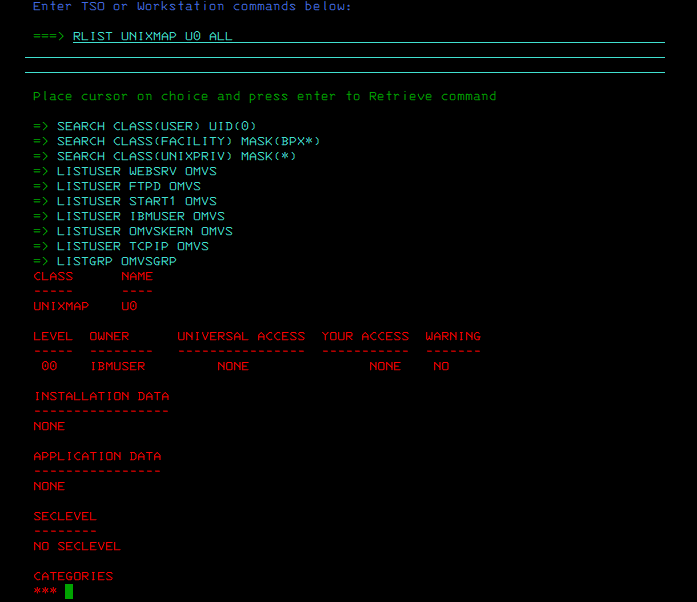 Enter TSO or Workstation commands below:
===> RLIST UNIXMAP U0 ALL
Place cursor on choice and press enter to Retrieve command
=> SEARCH CLASS(USER) UID(0)
=> SEARCH CLASS(FACILITY) MASK(BPX*)
=> SEARCH CLASS(UNIXPRIV) MASK(*)
=> LISTUSER WEBSRV OMVS
=> LISTUSER FTPD OMVS
=> LISTUSER START1 OMVS
=> LISTUSER IBMUSER OMVS
=> LISTUSER OMVSKERN OMVS
=> LISTUSER TCPIP OMVS
=> LISTGRP OMVSGRP
CLASS      NAME
-----      ----
UNIXMAP    U0
LEVEL  OWNER      UNIVERSAL ACCESS  YOUR ACCESS  WARNING
-----  --------   ----------------  -----------  -------
 00    IBMUSER         NONE               NONE    NO
INSTALLATION DATA
-----------------
NONE
APPLICATION DATA
----------------
NONE
SECLEVEL
--------
NO SECLEVEL
CATEGORIES
***